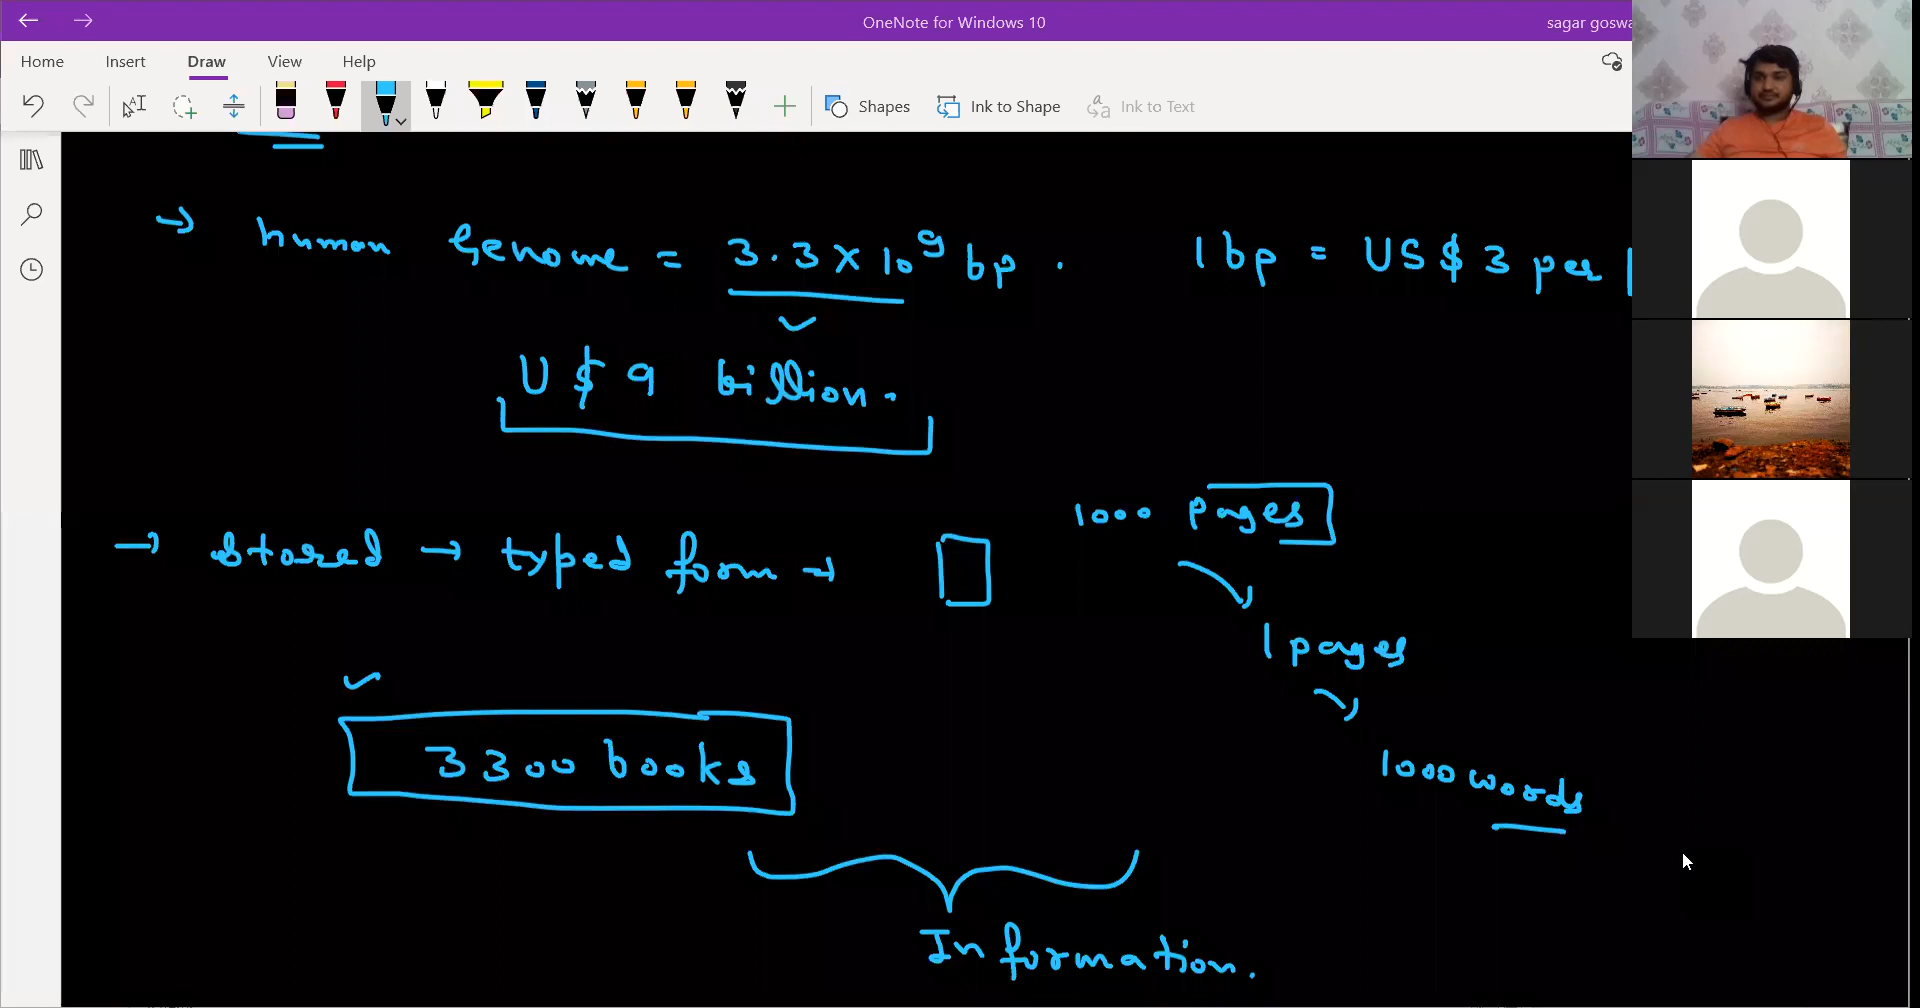 OneNote for Windows 10
sagar goswa
Home Insert Draw View Help
Shapes Ink to Shape Ink to Text
→ human Genome = 3.3 × 10⁹ bp . 1 bp = US $ 3 per
U $ 9 billion.
1000 pages
→ stored → typed form →
1 pages
3300 books
1000 words
Information.